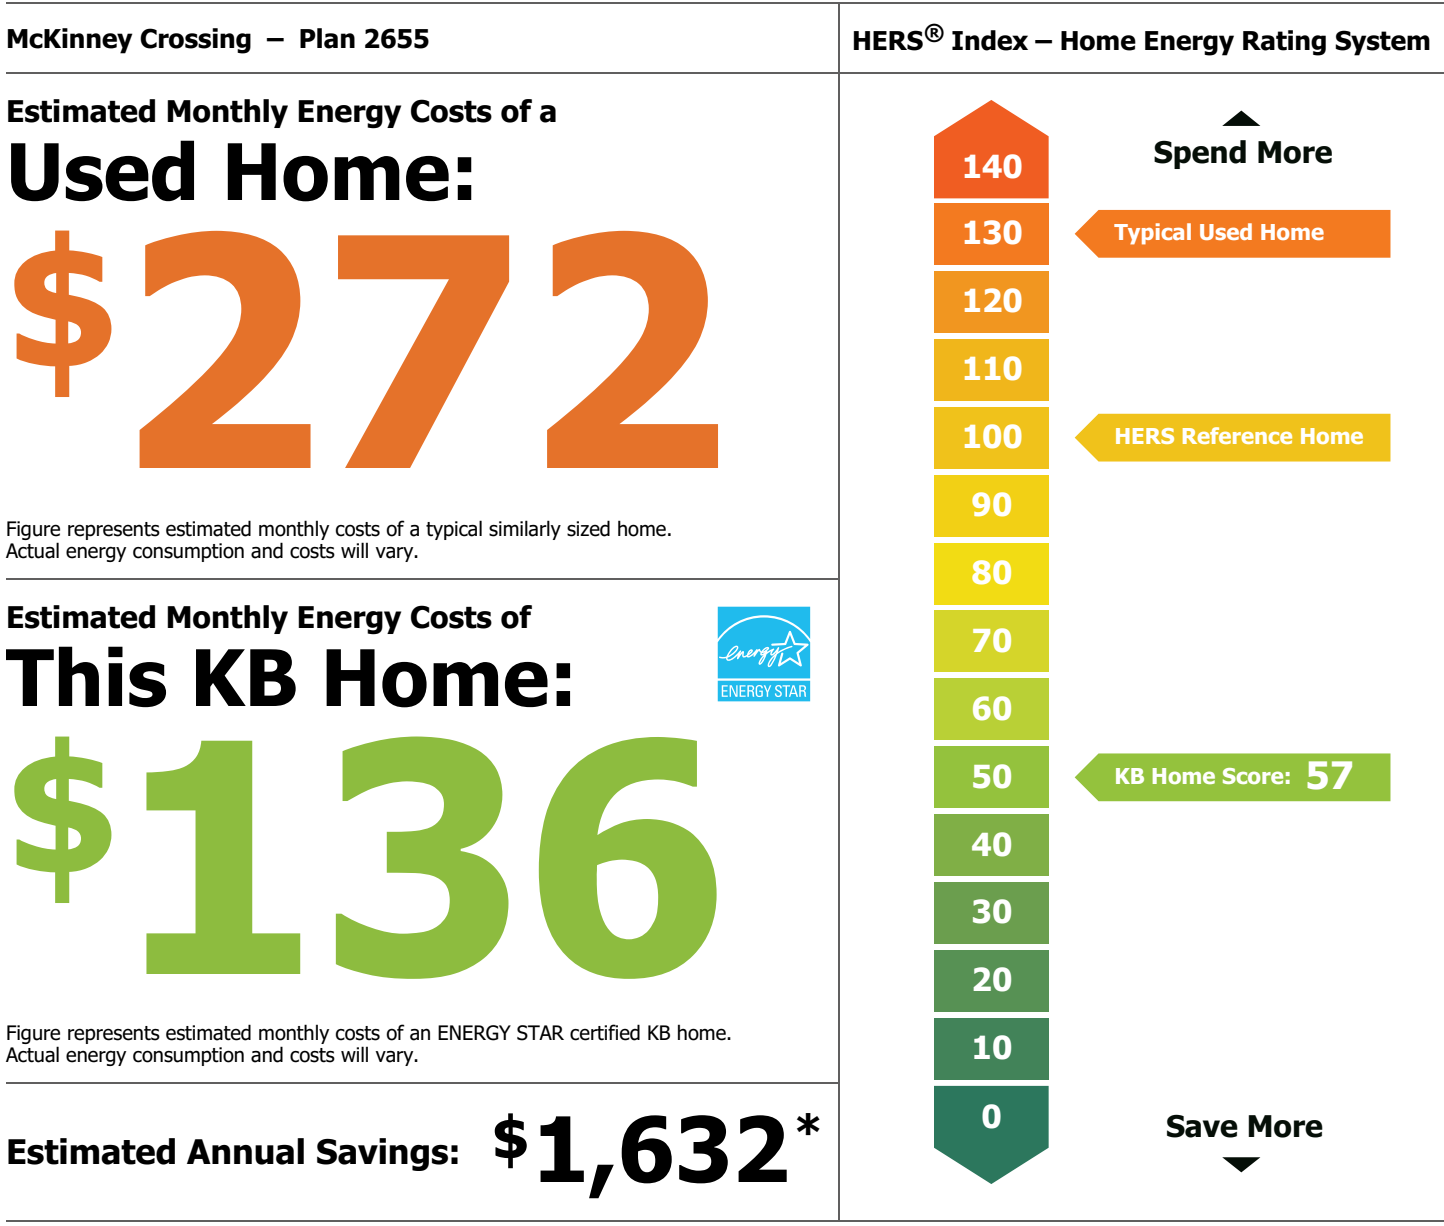 McKinney Crossing – Plan 2655
Estimated Monthly Energy Costs of a
Used Home:
$272
Figure represents estimated monthly costs of a typical similarly sized home.
Actual energy consumption and costs will vary.
Estimated Monthly Energy Costs of
This KB Home:
energy
ENERGY STAR
$136
Figure represents estimated monthly costs of an ENERGY STAR certified KB home.
Actual energy consumption and costs will vary.
Estimated Annual Savings: $1,632*
HERS® Index – Home Energy Rating System
Spend More
140
130 Typical Used Home
120
110
100 HERS Reference Home
90
80
70
60
50 KB Home Score: 57
40
30
20
10
0
Save More